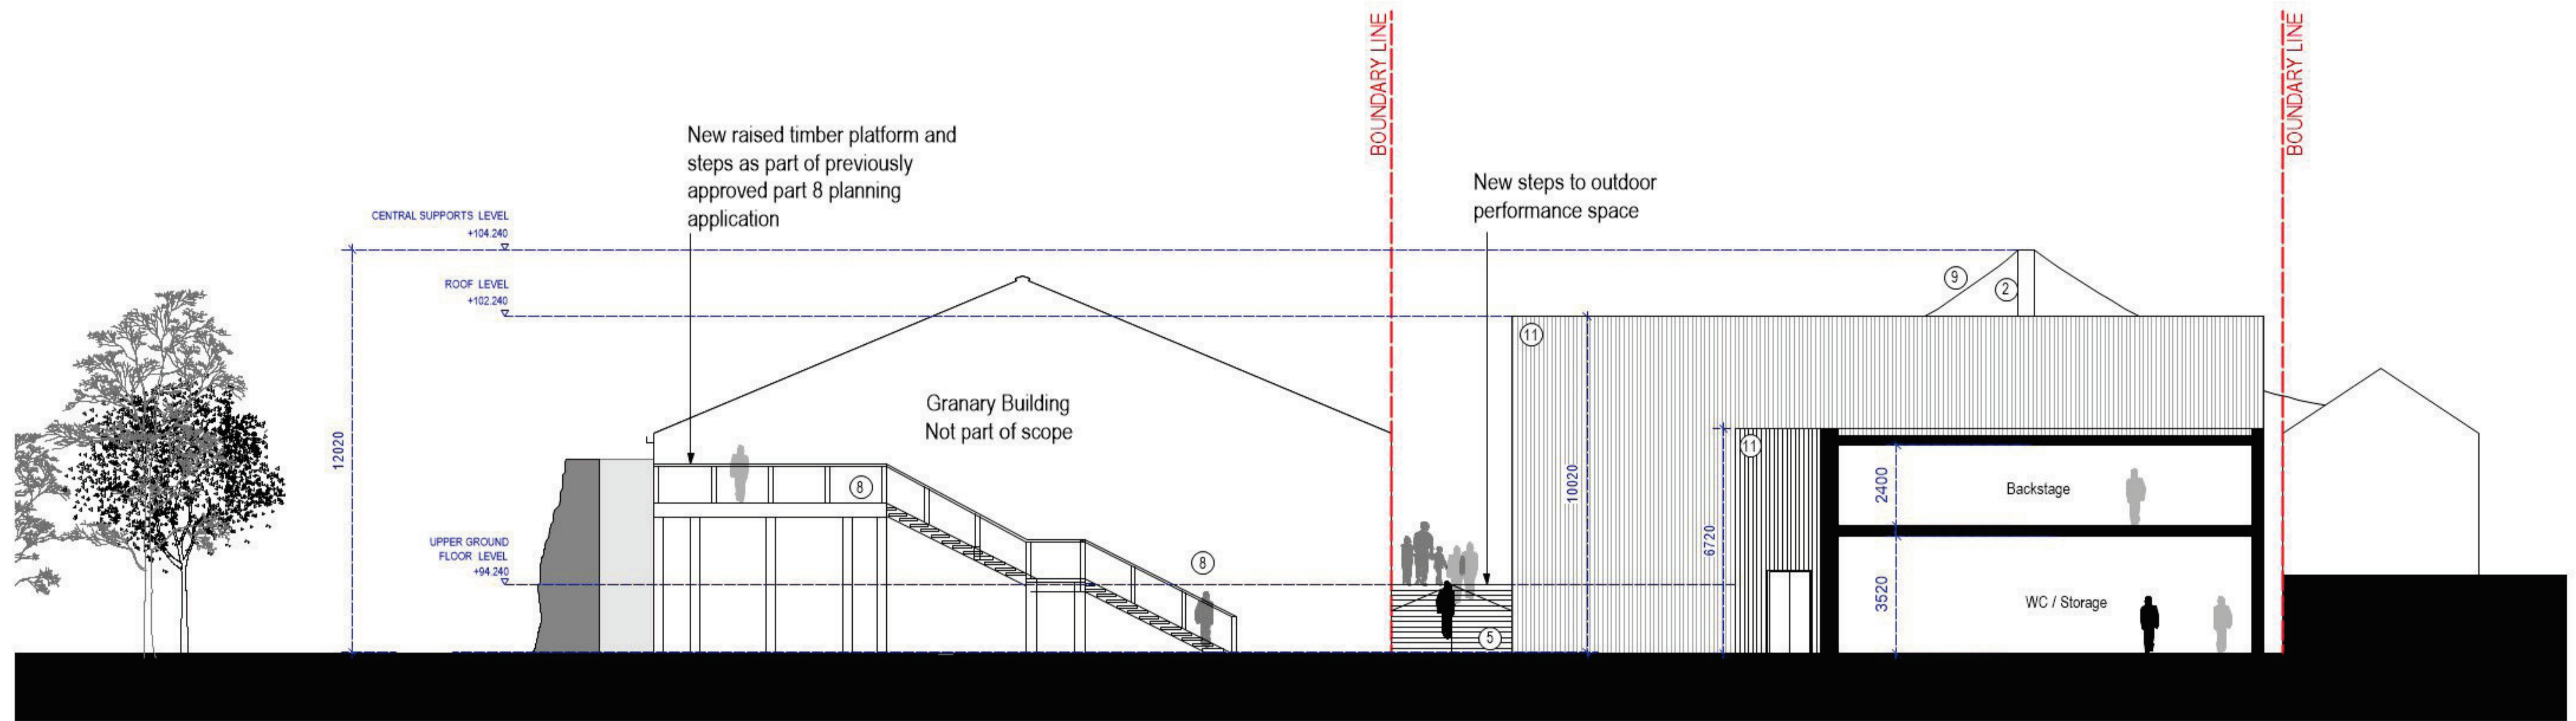 BOUNDARY LINE
BOUNDARY LINE
New raised timber platform and
steps as part of previously
approved part 8 planning
application
New steps to outdoor
performance space
CENTRAL SUPPORTS LEVEL
+104.240
ROOF LEVEL
+102.240
9
2
11
Granary Building
Not part of scope
11
12020
8
10020
2400
Backstage
6720
UPPER GROUND
FLOOR LEVEL
+94.240
8
3520
WC / Storage
5